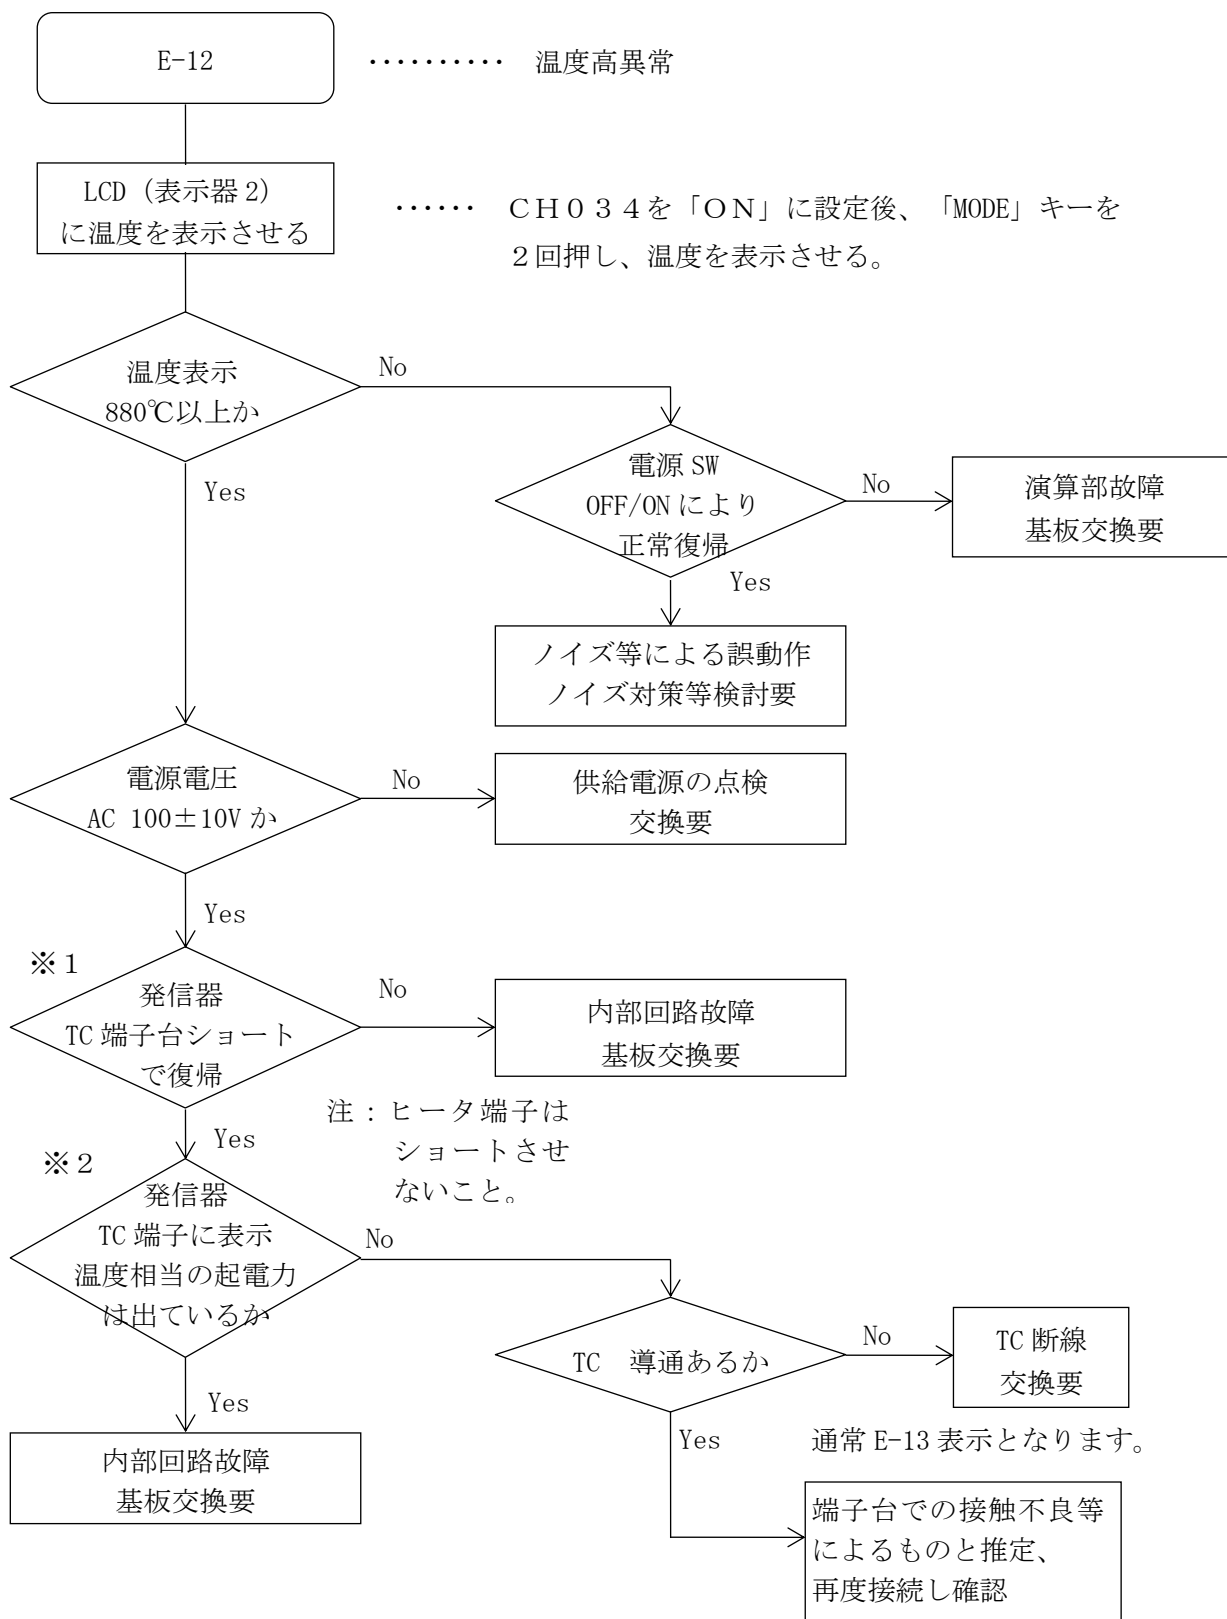 E-12
‥‥‥‥‥ 温度高異常
LCD（表示器 2）
に温度を表示させる
‥‥‥ ＣＨ０３４を「ＯＮ」に設定後、「MODE」キーを
２回押し、温度を表示させる。
温度表示
880℃以上か
No
Yes
電源 SW
OFF/ON により
正常復帰
No
演算部故障
基板交換要
Yes
ノイズ等による誤動作
ノイズ対策等検討要
電源電圧
AC 100±10V か
No
供給電源の点検
交換要
Yes
※１
発信器
TC 端子台ショート
で復帰
No
内部回路故障
基板交換要
注：ヒータ端子は
ショートさせ
ないこと。
Yes
※２
発信器
TC 端子に表示
温度相当の起電力
は出ているか
No
TC　導通あるか
No
TC 断線
交換要
Yes
内部回路故障
基板交換要
Yes
通常 E-13 表示となります。
端子台での接触不良等
によるものと推定、
再度接続し確認